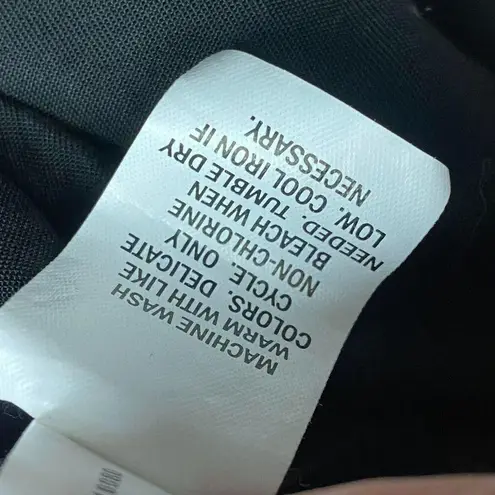 MACHINE WASH
WARM WITH LIKE
COLORS, DELICATE
CYCLE. ONLY
NON-CHLORINE
BLEACH WHEN
NEEDED. TUMBLE DRY
LOW. COOL IRON IF
NECESSARY.